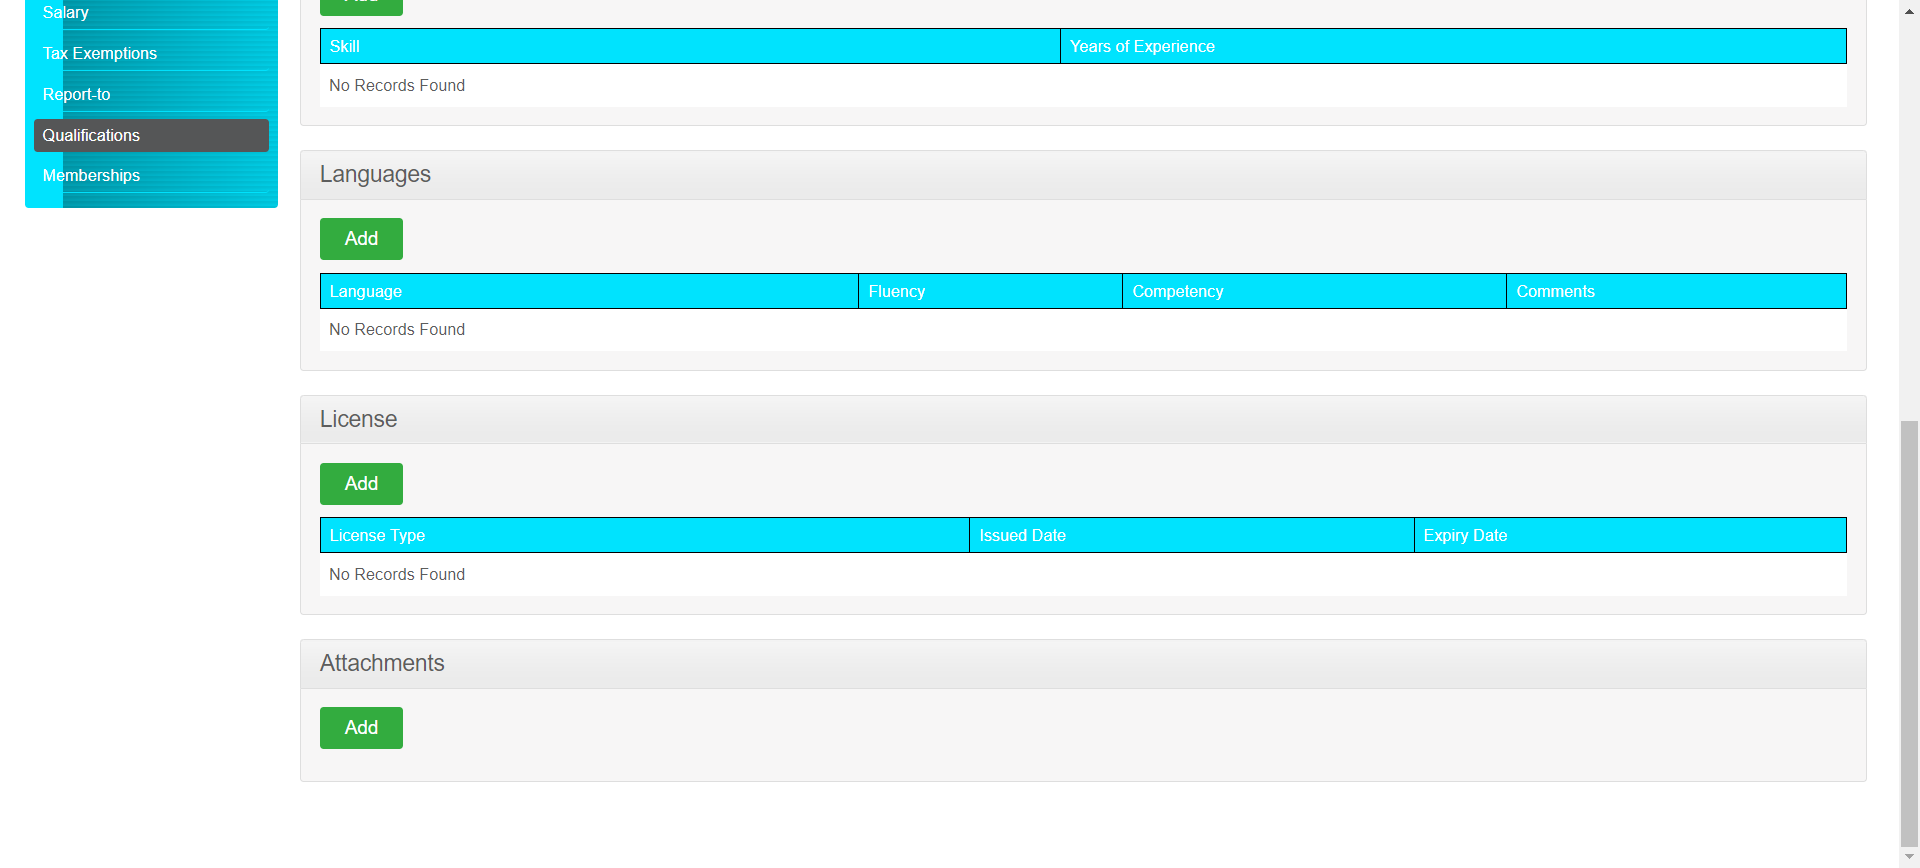 Salary
Tax Exemptions
Report-to
Qualifications
Memberships
Add
Skill Years of Experience
No Records Found
Languages
Add
Language Fluency Competency Comments
No Records Found
License
Add
License Type Issued Date Expiry Date
No Records Found
Attachments
Add